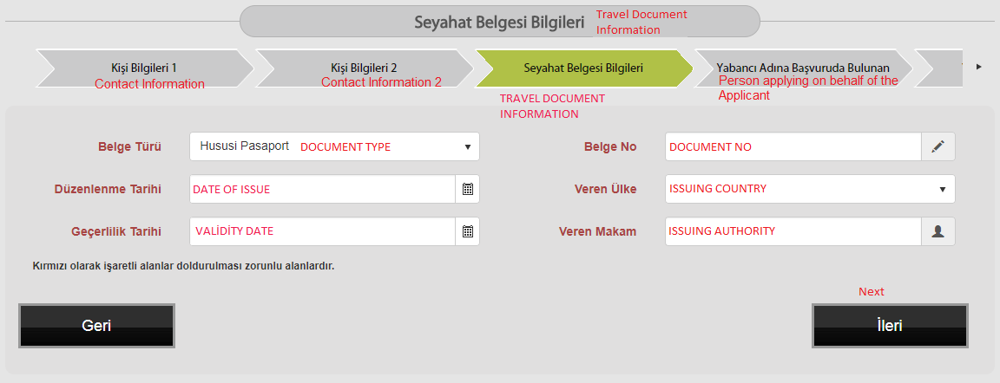 Seyahat Belgesi Bilgileri Travel Document
Information
Kişi Bilgileri 1
Contact Information
Kişi Bilgileri 2
Contact Information 2
Seyahat Belgesi Bilgileri
TRAVEL DOCUMENT
INFORMATION
Yabancı Adına Başvuruda Bulunan
Person applying on behalf of the
Applicant
Belge Türü Hususi Pasaport DOCUMENT TYPE
Belge No DOCUMENT NO
Düzenlenme Tarihi DATE OF ISSUE
Veren Ülke ISSUING COUNTRY
Geçerlilik Tarihi VALİDİTY DATE
Veren Makam ISSUING AUTHORITY
Kırmızı olarak işaretli alanlar doldurulması zorunlu alanlardır.
Next
Geri
İleri